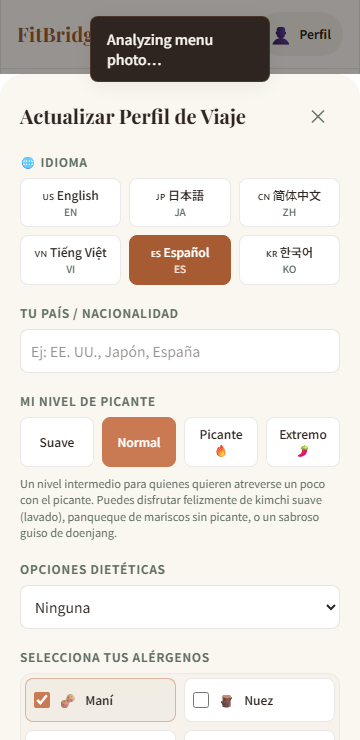 FitBridg
Analyzing menu
photo…
Perfil
Actualizar Perfil de Viaje
IDIOMA
US English
EN
JP 日本語
JA
CN 简体中文
ZH
VN Tiếng Việt
VI
ES Español
ES
KR 한국어
KO
TU PAÍS / NACIONALIDAD
Ej: EE. UU., Japón, España
MI NIVEL DE PICANTE
Suave
Normal
Picante
Extremo
Un nivel intermedio para quienes quieren atreverse un poco
con el picante. Puedes disfrutar felizmente de kimchi suave
(lavado), panqueque de mariscos sin picante, o un sabroso
guiso de doenjang.
OPCIONES DIETÉTICAS
Ninguna
SELECCIONA TUS ALÉRGENOS
Maní
Nuez